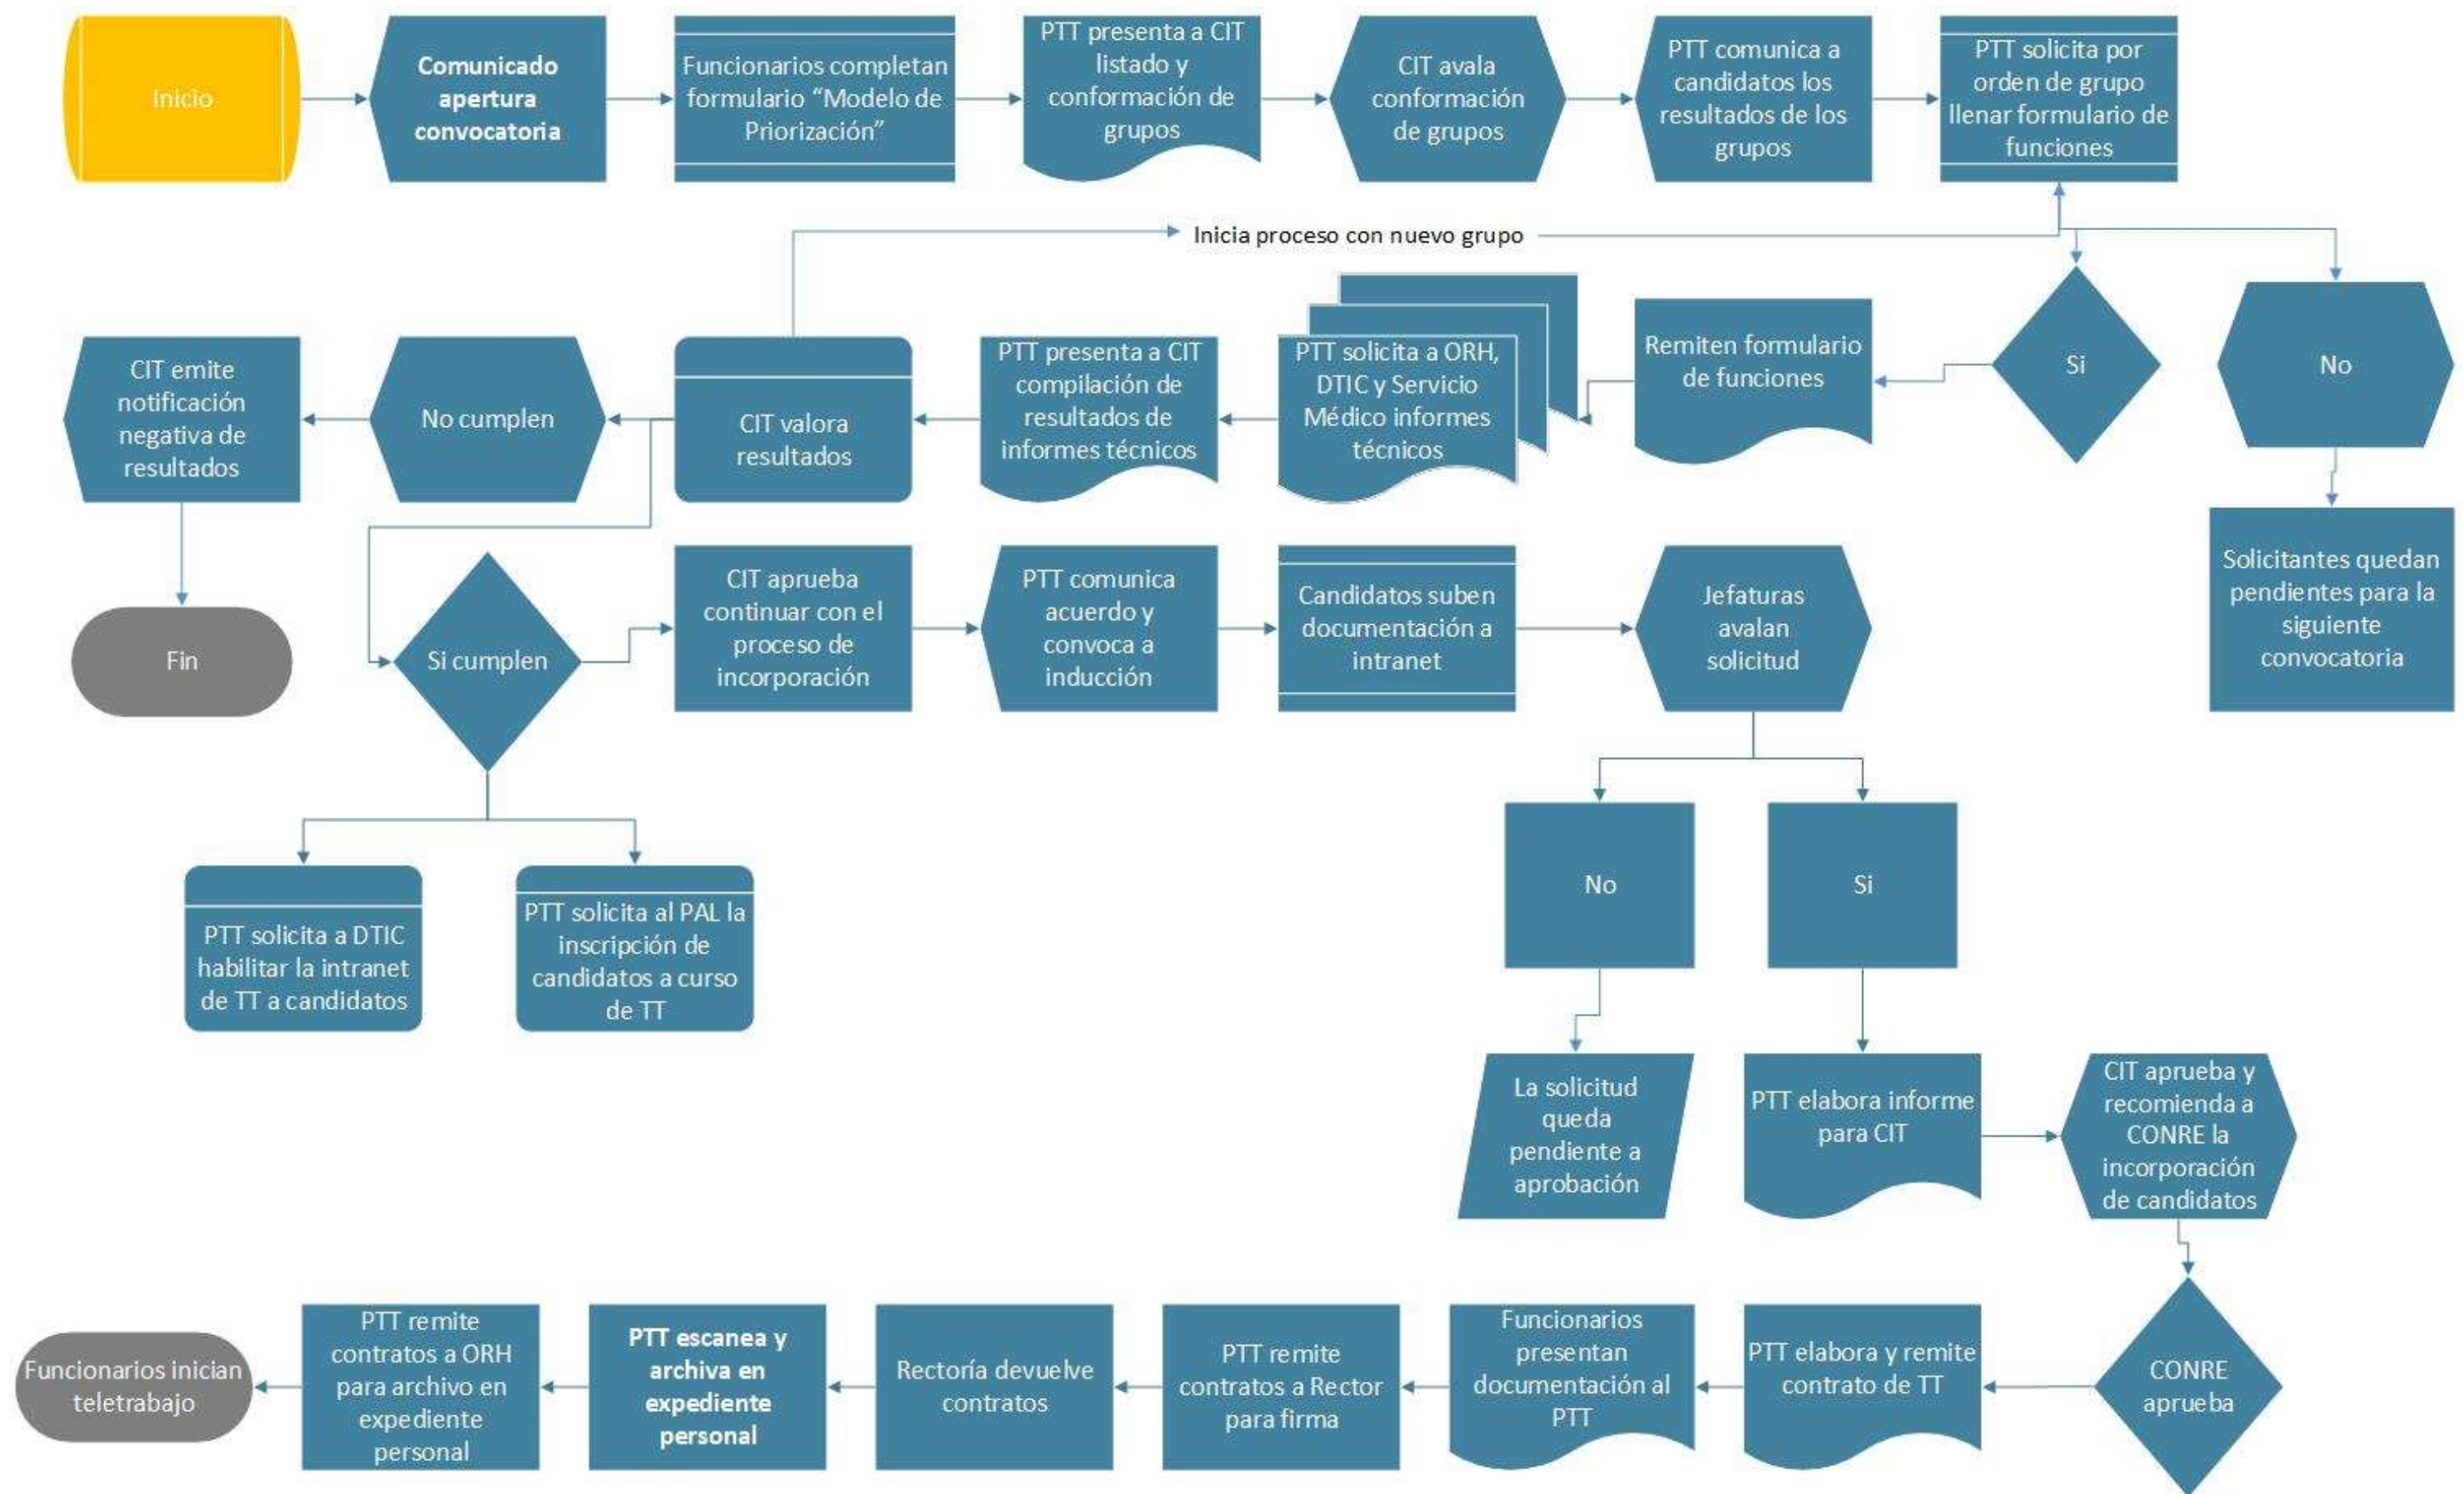 Inicio
Comunicado
apertura
convocatoria
Funcionarios completan
formulario “Modelo de
Priorización”
PTT presenta a CIT
listado y
conformación de
grupos
CIT avala
conformación
de grupos
PTT comunica a
candidatos los
resultados de los
grupos
PTT solicita por
orden de grupo
llenar formulario de
funciones
Inicia proceso con nuevo grupo
CIT emite
notificación
negativa de
resultados
No cumplen
CIT valora
resultados
PTT presenta a CIT
compilación de
resultados de
informes técnicos
PTT solicita a ORH,
DTIC y Servicio
Médico informes
técnicos
Remiten formulario
de funciones
Si
No
Fin
Si cumplen
CIT aprueba
continuar con el
proceso de
incorporación
PTT comunica
acuerdo y
convoca a
inducción
Candidatos suben
documentación a
intranet
Jefaturas
avalan
solicitud
Solicitantes quedan
pendientes para la
siguiente
convocatoria
PTT solicita a DTIC
habilitar la intranet
de TT a candidatos
PTT solicita al PAL la
inscripción de
candidatos a curso
de TT
No
Si
La solicitud
queda
pendiente a
aprobación
PTT elabora informe
para CIT
CIT aprueba y
recomienda a
CONRE la
incorporación
de candidatos
Funcionarios inician
teletrabajo
PTT remite
contratos a ORH
para archivo en
expediente
personal
PTT escanea y
archiva en
expediente
personal
Rectoría devuelve
contratos
PTT remite
contratos a Rector
para firma
Funcionarios
presentan
documentación al
PTT
PTT elabora y remite
contrato de TT
CONRE
aprueba